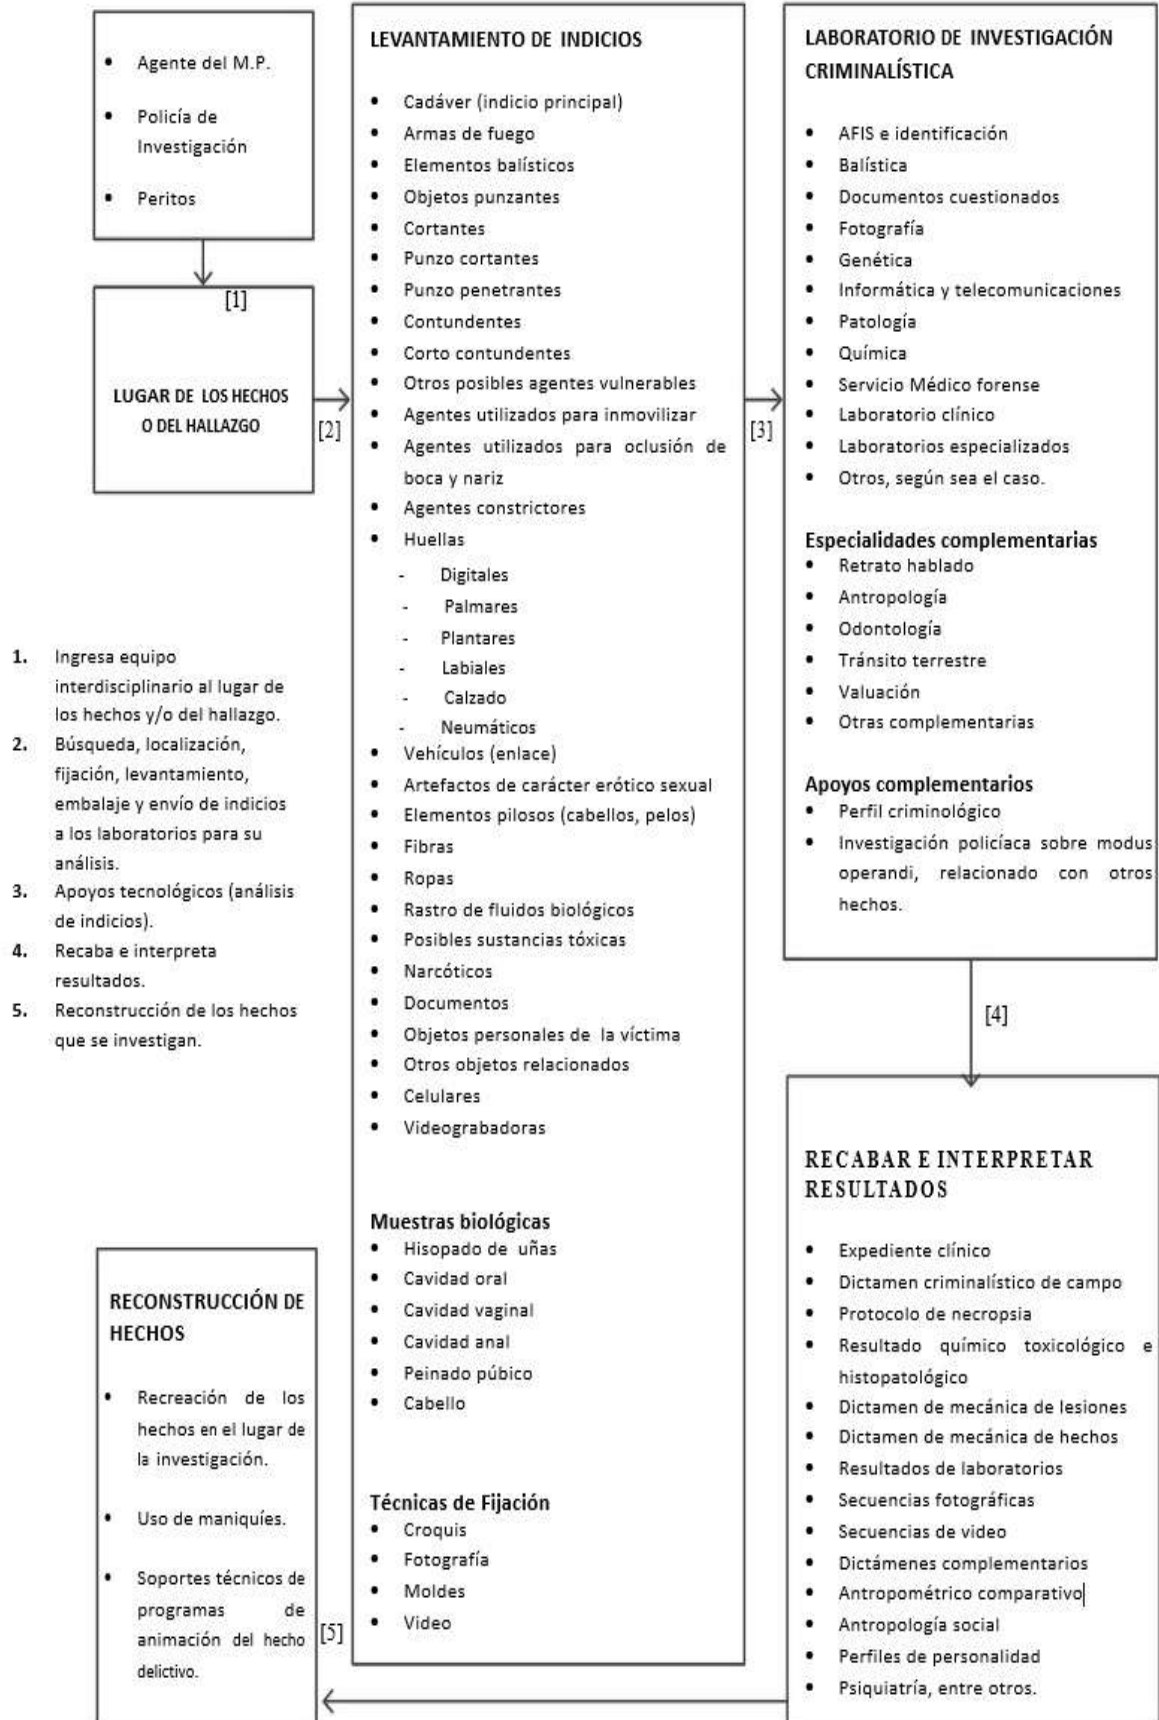 • Agente del M.P.
• Policía de
Investigación
• Peritos
[1]
LUGAR DE LOS HECHOS
O DEL HALLAZGO
[2]
1. Ingresa equipo
interdisciplinario al lugar de
los hechos y/o del hallazgo.
2. Búsqueda, localización,
fijación, levantamiento,
embalaje y envío de indicios
a los laboratorios para su
análisis.
3. Apoyos tecnológicos (análisis
de indicios).
4. Recaba e interpreta
resultados.
5. Reconstrucción de los hechos
que se investigan.
LEVANTAMIENTO DE INDICIOS
• Cadáver (indicio principal)
• Armas de fuego
• Elementos balísticos
• Objetos punzantes
• Cortantes
• Punzo cortantes
• Punzo penetrantes
• Contundentes
• Corto contundentes
• Otros posibles agentes vulnerables
• Agentes utilizados para inmovilizar
• Agentes utilizados para oclusión de
boca y nariz
• Agentes constrictores
• Huellas
- Digitales
- Palmares
- Plantares
- Labiales
- Calzado
- Neumáticos
• Vehículos (enlace)
• Artefactos de carácter erótico sexual
• Elementos pilosos (cabellos, pelos)
• Fibras
• Ropas
• Rastro de fluidos biológicos
• Posibles sustancias tóxicas
• Narcóticos
• Documentos
• Objetos personales de la víctima
• Otros objetos relacionados
• Celulares
• Videograbadoras
Muestras biológicas
• Hisopado de uñas
• Cavidad oral
• Cavidad vaginal
• Cavidad anal
• Peinado púbico
• Cabello
Técnicas de Fijación
• Croquis
• Fotografía
• Moldes
• Video
[3]
LABORATORIO DE INVESTIGACIÓN
CRIMINALÍSTICA
• AFIS e identificación
• Balística
• Documentos cuestionados
• Fotografía
• Genética
• Informática y telecomunicaciones
• Patología
• Química
• Servicio Médico forense
• Laboratorio clínico
• Laboratorios especializados
• Otros, según sea el caso.
Especialidades complementarias
• Retrato hablado
• Antropología
• Odontología
• Tránsito terrestre
• Valuación
• Otras complementarias
Apoyos complementarios
• Perfil criminológico
• Investigación policíaca sobre modus
operandi, relacionado con otros
hechos.
[4]
RECABAR E INTERPRETAR
RESULTADOS
• Expediente clínico
• Dictamen criminalístico de campo
• Protocolo de necropsia
• Resultado químico toxicológico e
histopatológico
• Dictamen de mecánica de lesiones
• Dictamen de mecánica de hechos
• Resultados de laboratorios
• Secuencias fotográficas
• Secuencias de video
• Dictámenes complementarios
• Antropométrico comparativo
• Antropología social
• Perfiles de personalidad
• Psiquiatría, entre otros.
[5]
RECONSTRUCCIÓN DE
HECHOS
• Recreación de los
hechos en el lugar de
la investigación.
• Uso de maniquíes.
• Soportes técnicos de
programas de
animación del hecho
delictivo.